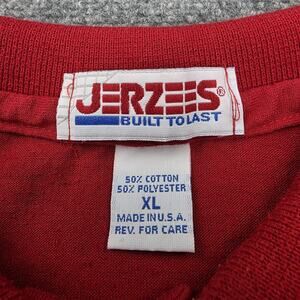 JERZEES®
BUILT TO LAST
50% COTTON
50% POLYESTER
XL
MADE IN U.S.A.
REV. FOR CARE